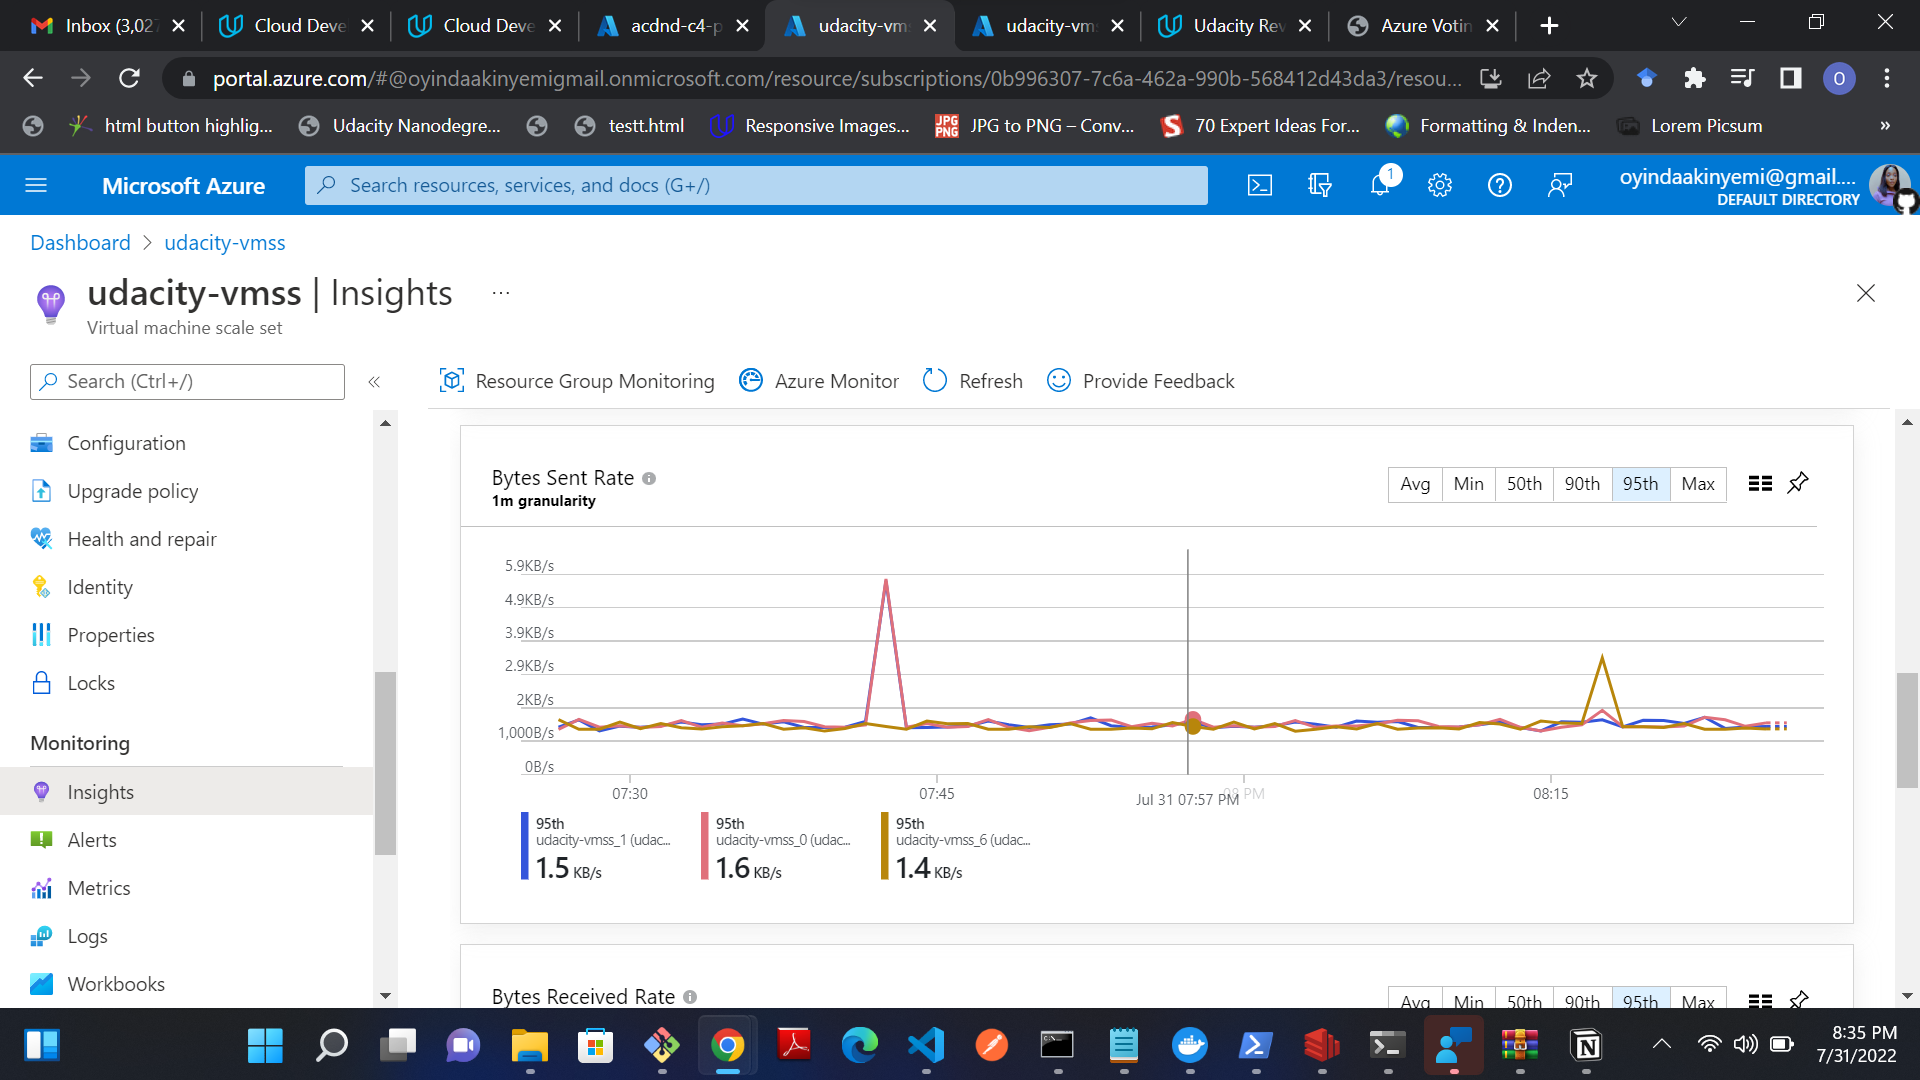 Inbox (3,027
Cloud Deve
Cloud Deve
acdnd-c4-p
udacity-vm
udacity-vm
Udacity Rev
Azure Votin
portal.azure.com/#@oyindaakinyemigmail.onmicrosoft.com/resource/subscriptions/0b996307-7c6a-462a-990b-568412d43da3/resou...
O
html button highlig...
Udacity Nanodegre...
testt.html
Responsive Images...
JPG PNG
JPG to PNG – Conv...
70 Expert Ideas For...
Formatting & Inden...
Lorem Picsum
»
Microsoft Azure
Search resources, services, and docs (G+/)
1
oyindaakinyemi@gmail....
DEFAULT DIRECTORY
Dashboard > udacity-vmss
udacity-vmss | Insights
...
Virtual machine scale set
Search (Ctrl+/)
«
Resource Group Monitoring
Azure Monitor
Refresh
Provide Feedback
Configuration
Upgrade policy
Health and repair
Identity
Properties
Locks
Monitoring
Insights
Alerts
Metrics
Logs
Workbooks
Bytes Sent Rate
1m granularity
Avg Min 50th 90th 95th Max
5.9KB/s
4.9KB/s
3.9KB/s
2.9KB/s
2KB/s
1,000B/s
0B/s
07:30
07:45
Jul 31 07:57 PM
08 PM
08:15
95th
udacity-vmss_1 (udac...
1.5 KB/s
95th
udacity-vmss_0 (udac...
1.6 KB/s
95th
udacity-vmss_6 (udac...
1.4 KB/s
Bytes Received Rate
Avg Min 50th 90th 95th Max
8:35 PM
7/31/2022